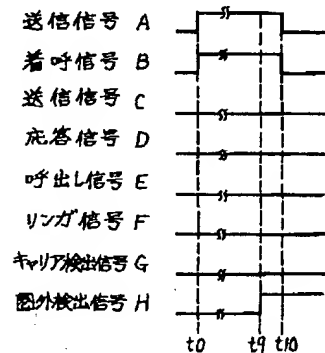 送信信号 A
着呼信号 B
送信信号 C
応答信号 D
呼出し信号 E
リンガ信号 F
キャリア検出信号 G
圏外検出信号 H
t0 t9 t10